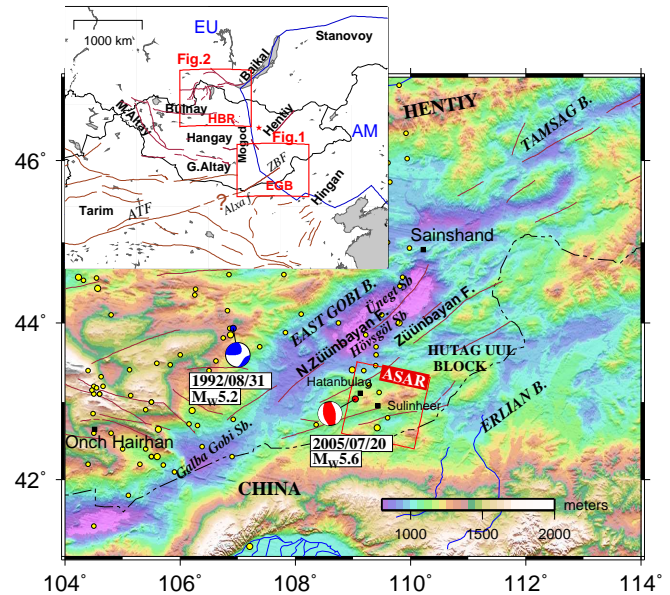 EU
1000 km
Stanovoy
Fig.2
Baikal
M.Altay
Bulnay
HBR
Hentiy
AM
Hangay
Mogod
Fig.1
G.Altay
ZBF
EGB
Hingan
Tarim
ATF
?
Alxa f.
HENTIY
TAMSAG B.
46°
Sainshand
EAST GOBI B.
Ünegt Sb
N.Züünbayan F.
Hövsgöl Sb
Züünbayan F.
44°
HUTAG UUL
BLOCK
1992/08/31
MW5.2
ASAR
Hatanbulag
Sulinheer
ERLIAN B.
Onch Hairhan
2005/07/20
MW5.6
Galba Gobi Sb.
42°
CHINA
meters
1000 1500 2000
104° 106° 108° 110° 112° 114°